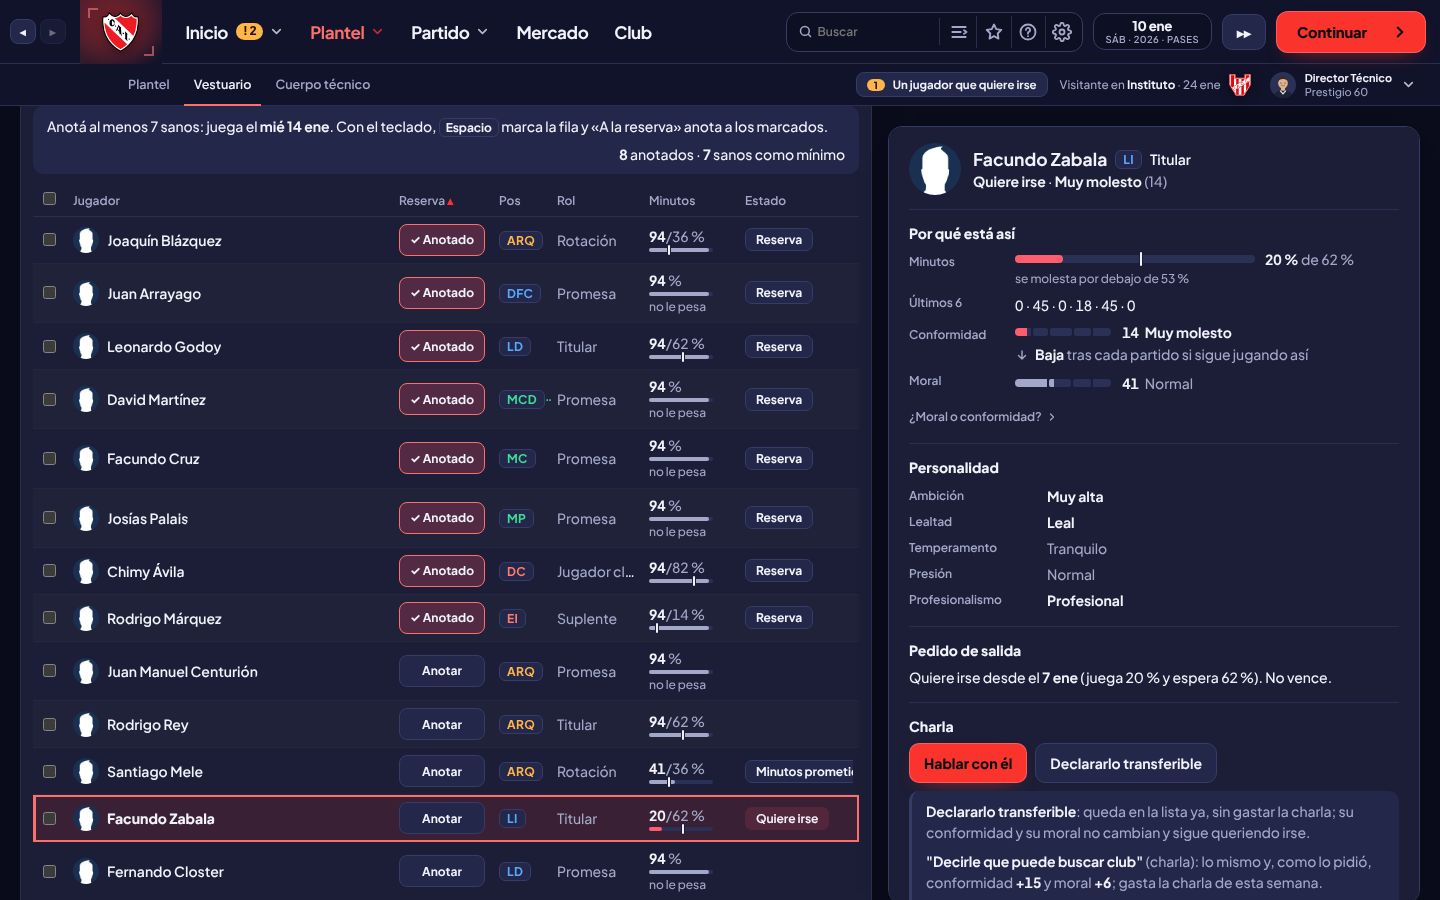 Inicio !2
Plantel
Partido
Mercado
Club
Buscar
10 ene
SÁB · 2026 · PASES
Continuar
Plantel
Vestuario
Cuerpo técnico
1 Un jugador que quiere irse
Visitante en Instituto · 24 ene
Director Técnico
Prestigio 60
Anotá al menos 7 sanos: juega el mié 14 ene. Con el teclado, Espacio marca la fila y «A la reserva» anota a los marcados.
8 anotados · 7 sanos como mínimo
Jugador Reserva Pos Rol Minutos Estado
Joaquín Blázquez ✓ Anotado ARQ Rotación 94/36 % Reserva
Juan Arrayago ✓ Anotado DFC Promesa 94 % no le pesa Reserva
Leonardo Godoy ✓ Anotado LD Titular 94/62 % Reserva
David Martínez ✓ Anotado MCD ·· Promesa 94 % no le pesa Reserva
Facundo Cruz ✓ Anotado MC Promesa 94 % no le pesa Reserva
Josías Palais ✓ Anotado MP Promesa 94 % no le pesa Reserva
Chimy Ávila ✓ Anotado DC Jugador cl... 94/82 % Reserva
Rodrigo Márquez ✓ Anotado EI Suplente 94/14 % Reserva
Juan Manuel Centurión Anotar ARQ Promesa 94 % no le pesa
Rodrigo Rey Anotar ARQ Titular 94/62 %
Santiago Mele Anotar ARQ Rotación 41/36 % Minutos prometi
Facundo Zabala Anotar LI Titular 20/62 % Quiere irse
Fernando Closter Anotar LD Promesa 94 % no le pesa
Facundo Zabala LI Titular
Quiere irse · Muy molesto (14)
Por qué está así
Minutos 20 % de 62 %
se molesta por debajo de 53 %
Últimos 6 0 · 45 · 0 · 18 · 45 · 0
Conformidad 14 Muy molesto
↓ Baja tras cada partido si sigue jugando así
Moral 41 Normal
¿Moral o conformidad? >
Personalidad
Ambición Muy alta
Lealtad Leal
Temperamento Tranquilo
Presión Normal
Profesionalismo Profesional
Pedido de salida
Quiere irse desde el 7 ene (juega 20 % y espera 62 %). No vence.
Charla
Hablar con él
Declararlo transferible
Declararlo transferible: queda en la lista ya, sin gastar la charla; su
conformidad y su moral no cambian y sigue queriendo irse.
"Decirle que puede buscar club" (charla): lo mismo y, como lo pidió,
conformidad +15 y moral +6; gasta la charla de esta semana.